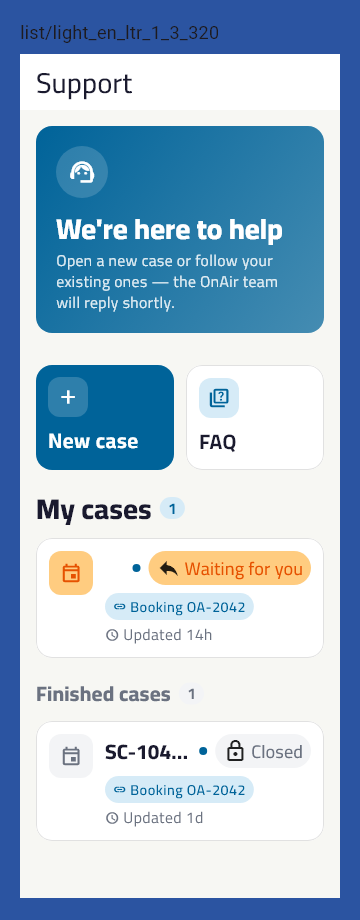 list/light_en_ltr_1_3_320
Support
We're here to help
Open a new case or follow your
existing ones — the OnAir team
will reply shortly.
New case
FAQ
My cases 1
Waiting for you
Booking OA-2042
Updated 14h
Finished cases 1
SC-104... Closed
Booking OA-2042
Updated 1d